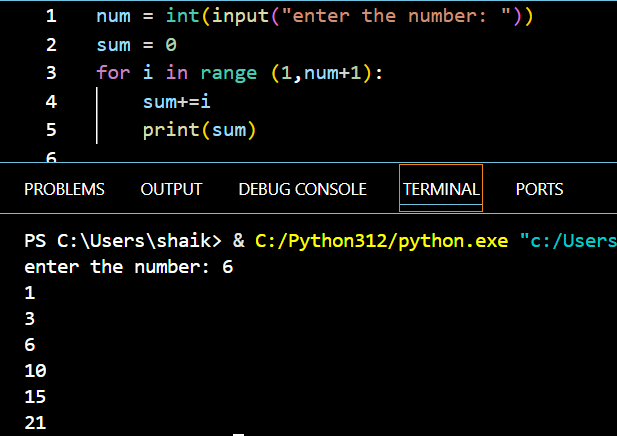 1 num = int(input("enter the number: "))
2 sum = 0
3 for i in range (1,num+1):
4     sum+=i
5     print(sum)
6
PROBLEMS OUTPUT DEBUG CONSOLE TERMINAL PORTS
PS C:\Users\shaik> & C:/Python312/python.exe "c:/Users
enter the number: 6
1
3
6
10
15
21